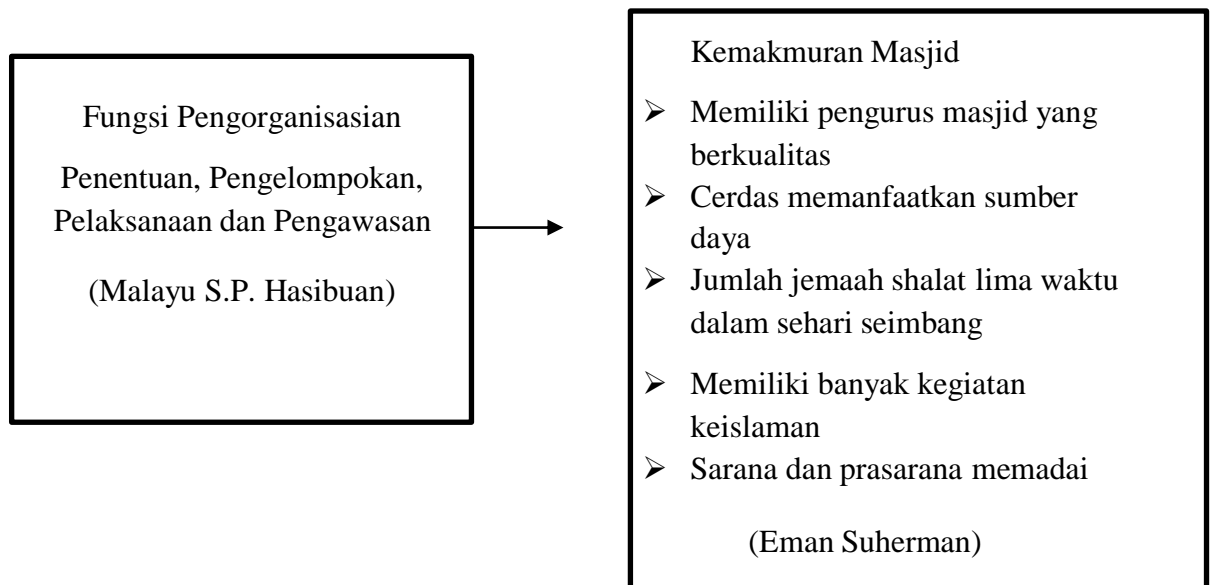 Fungsi Pengorganisasian
Penentuan, Pengelompokan,
Pelaksanaan dan Pengawasan
(Malayu S.P. Hasibuan)
Kemakmuran Masjid
➢ Memiliki pengurus masjid yang
berkualitas
➢ Cerdas memanfaatkan sumber
daya
➢ Jumlah jemaah shalat lima waktu
dalam sehari seimbang
➢ Memiliki banyak kegiatan
keislaman
➢ Sarana dan prasarana memadai
(Eman Suherman)